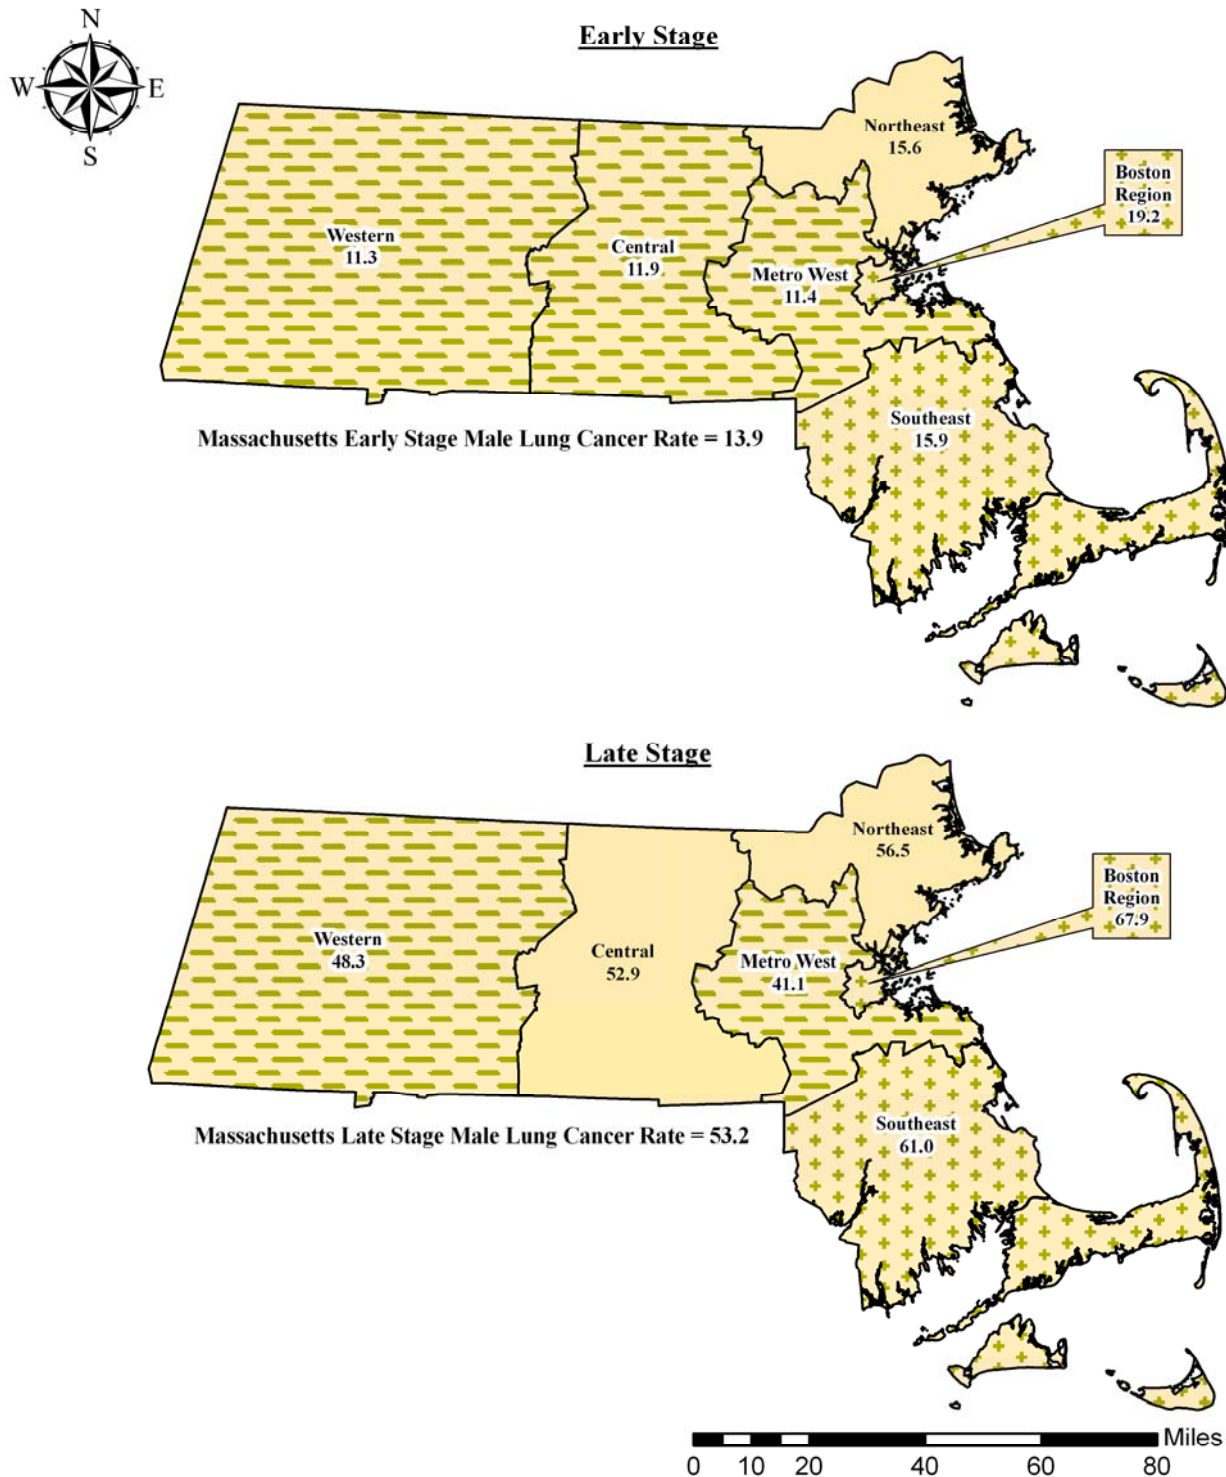 N
W E
S
Early Stage
Northeast
15.6
Boston
Region
19.2
Western
11.3
Central
11.9
Metro West
11.4
Southeast
15.9
Massachusetts Early Stage Male Lung Cancer Rate = 13.9
Late Stage
Northeast
56.5
Boston
Region
67.9
Western
48.3
Central
52.9
Metro West
41.1
Southeast
61.0
Massachusetts Late Stage Male Lung Cancer Rate = 53.2
Miles
0 10 20 40 60 80